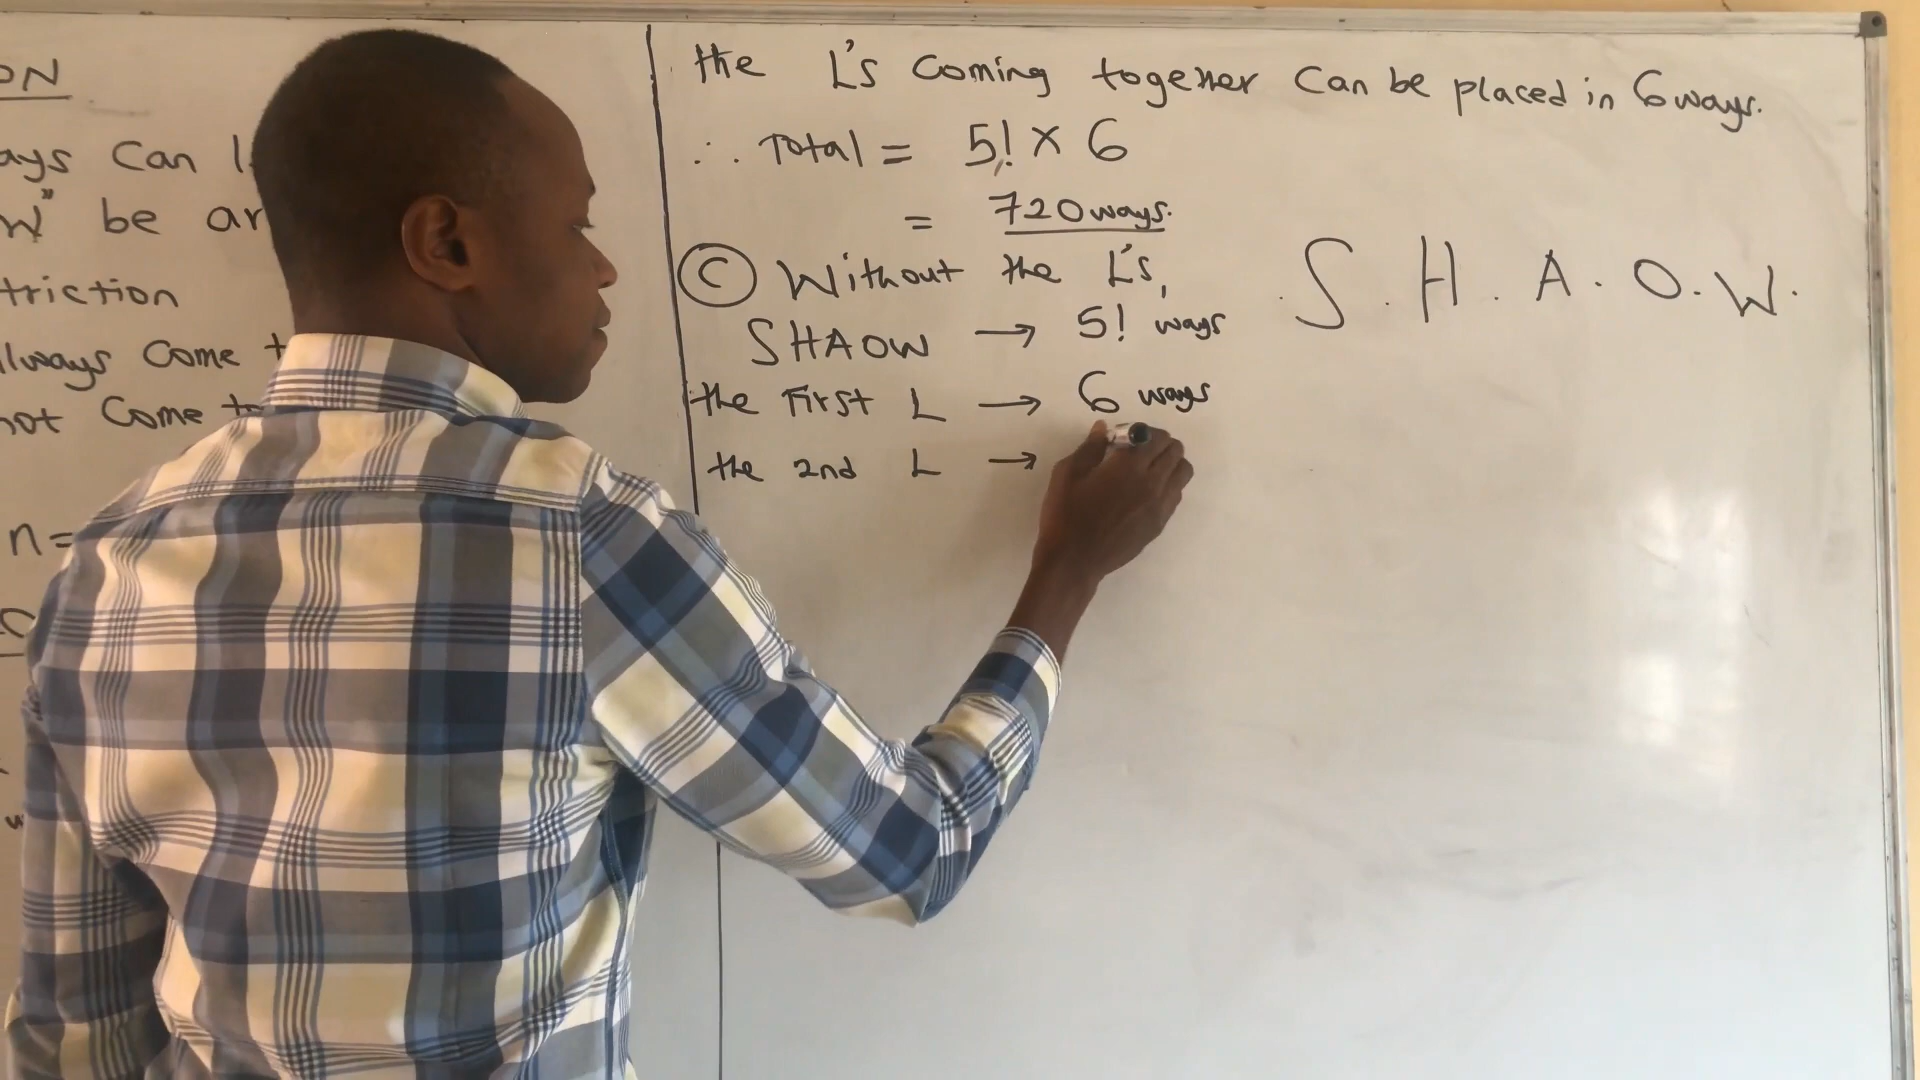 ON
ays Can
W" be ar
triction
lways Come t
not Come to
n=
the L's Coming together Can be placed in 6 ways.
∴ Total = 5! × 6
= 720 ways.
(C) Without the L's,
SHAOW → 5! ways
the First L → 6 ways
the 2nd L →
. S . H . A . O . W .